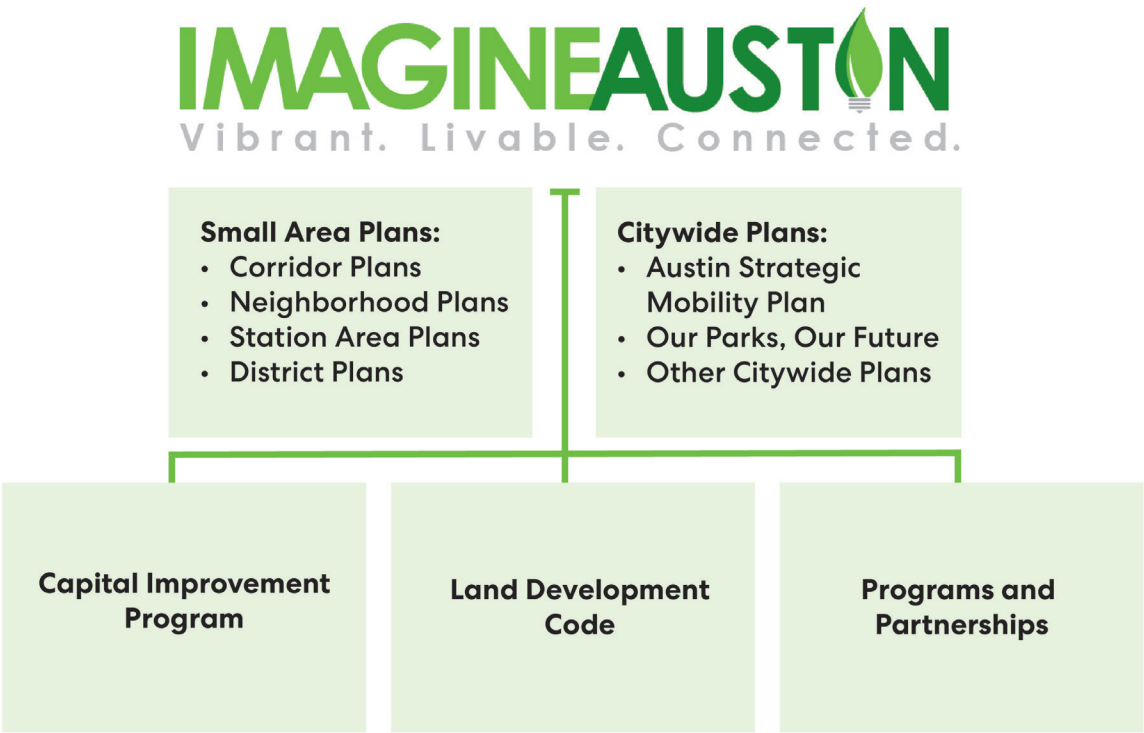 IMAGINEAUSTIN
Vibrant. Livable. Connected.
Small Area Plans:
• Corridor Plans
• Neighborhood Plans
• Station Area Plans
• District Plans
Citywide Plans:
• Austin Strategic
Mobility Plan
• Our Parks, Our Future
• Other Citywide Plans
Capital Improvement
Program
Land Development
Code
Programs and
Partnerships